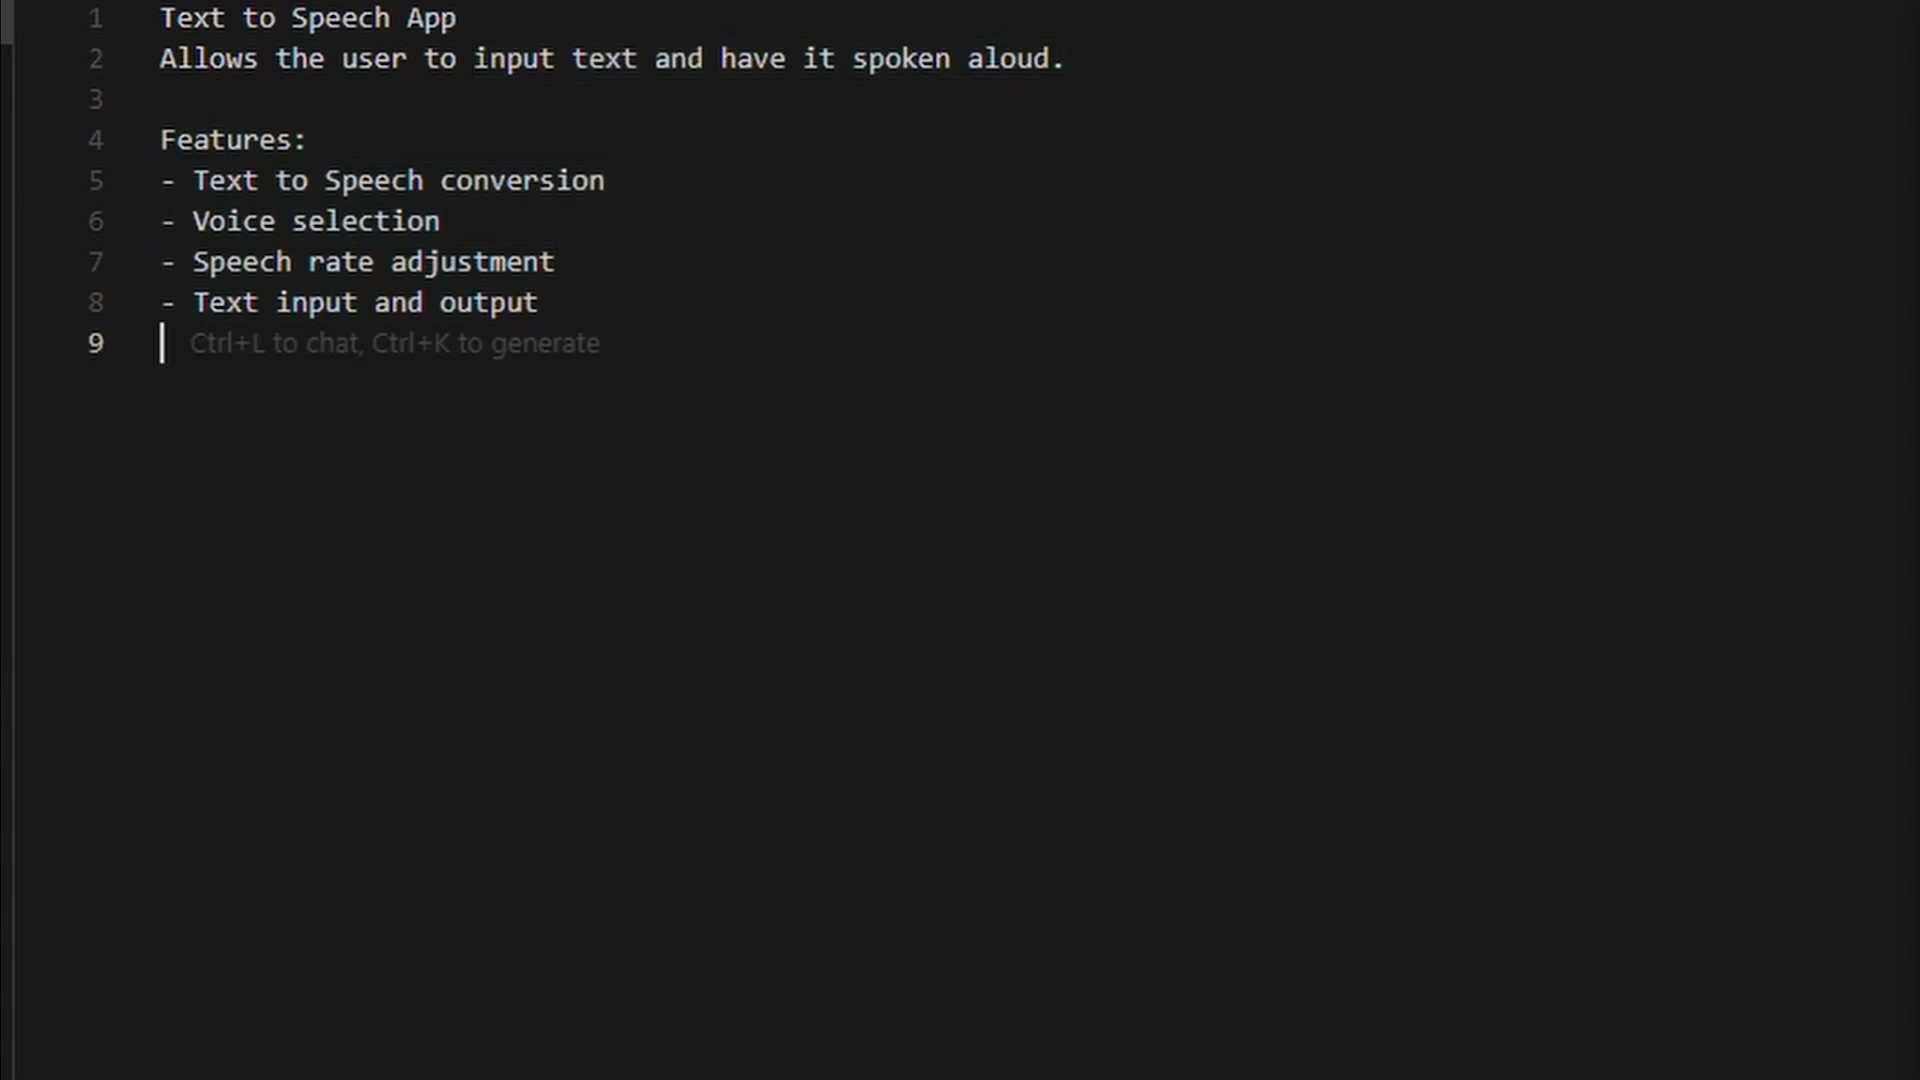 1 Text to Speech App
2 Allows the user to input text and have it spoken aloud.
3
4 Features:
5 - Text to Speech conversion
6 - Voice selection
7 - Speech rate adjustment
8 - Text input and output
9 Ctrl+L to chat, Ctrl+K to generate